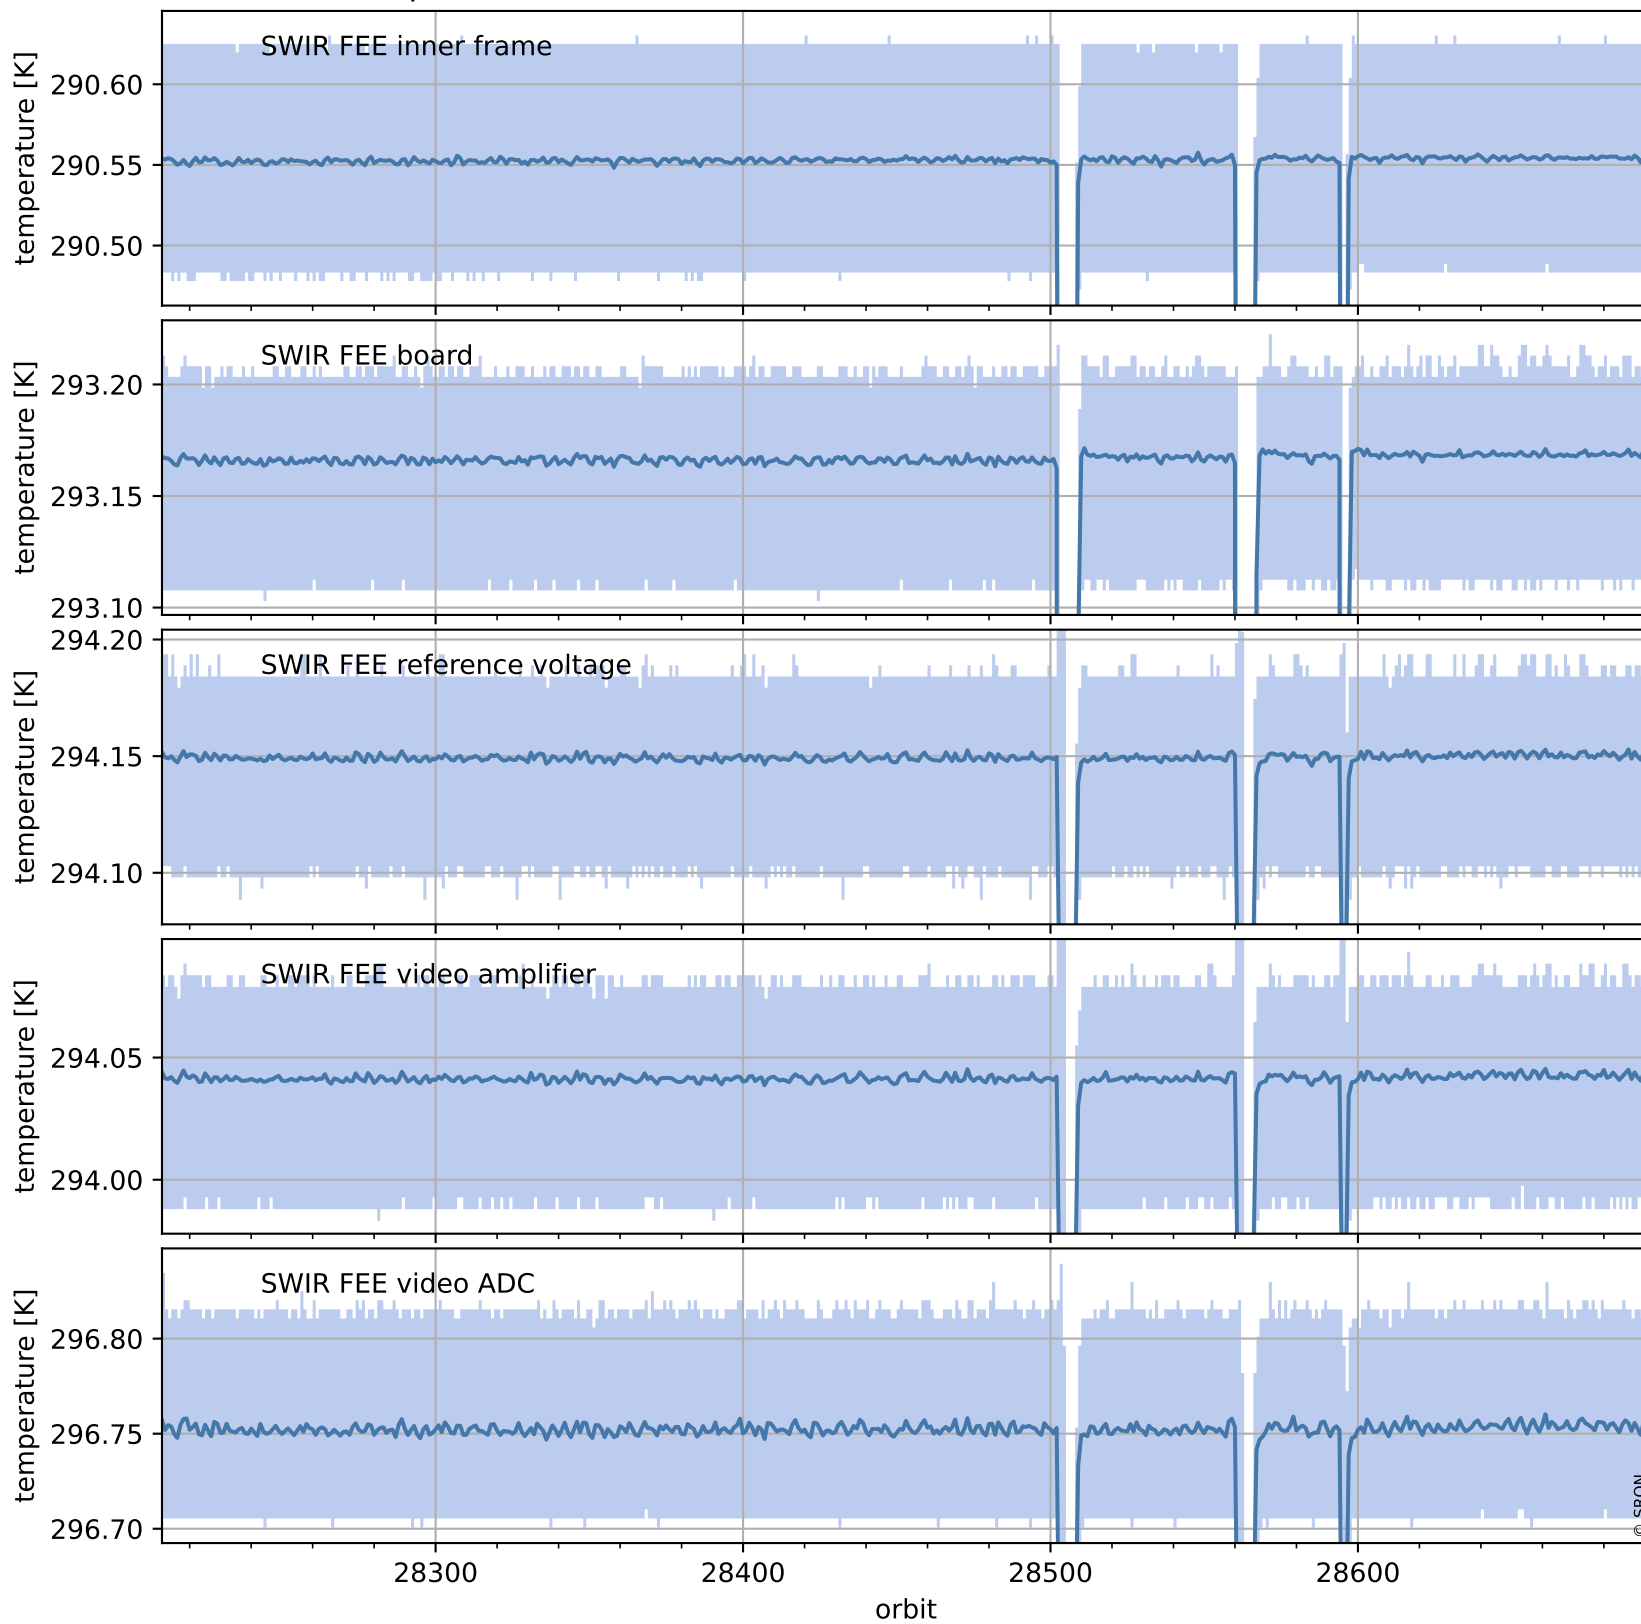 SWIR FEE inner frame
temperature [K]
290.60
290.55
290.50
SWIR FEE board
temperature [K]
293.20
293.15
293.10
SWIR FEE reference voltage
temperature [K]
294.20
294.15
294.10
SWIR FEE video amplifier
temperature [K]
294.05
294.00
SWIR FEE video ADC
temperature [K]
296.80
296.75
296.70
© SRON
28300 28400 28500 28600
orbit